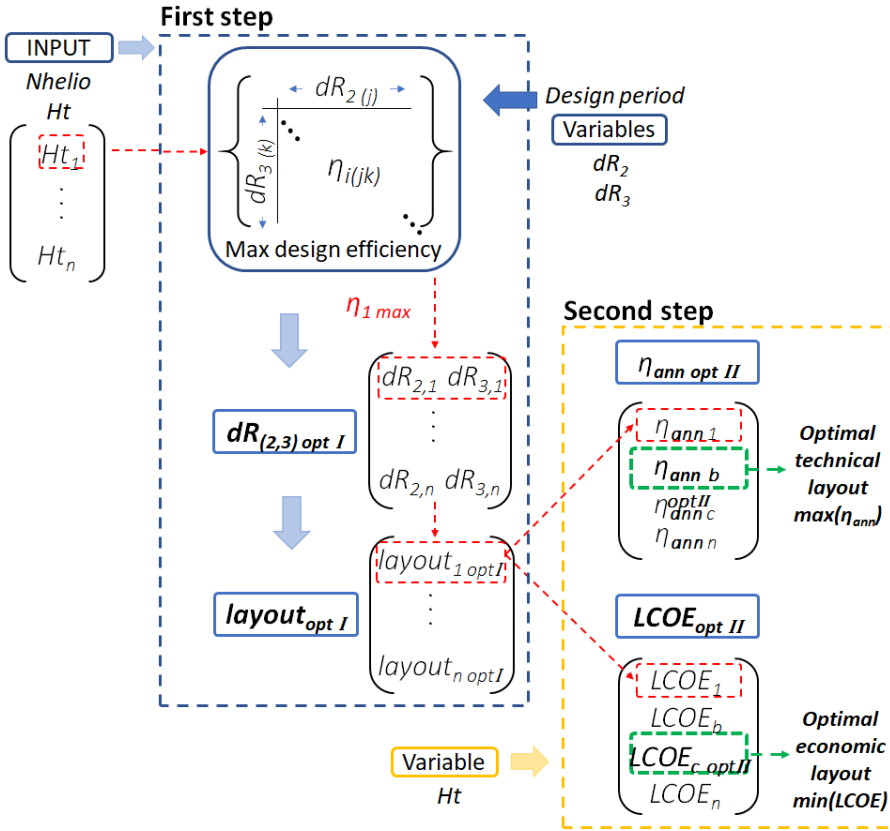 First step
INPUT
Nhelio
Ht
Ht1
Htn
dR2 (j)
dR3 (k)
ηi(jk)
Max design efficiency
Design period
Variables
dR2
dR3
η1 max
dR(2,3) opt I
dR2,1 dR3,1
dR2,n dR3,n
layoutopt I
layout1 optI
layoutn optI
Second step
ηann opt II
ηann 1
ηann b
optII
ηann c
ηann n
Optimal
technical
layout
max(ηann)
LCOEopt II
LCOE1
LCOEb
LCOEc optII
LCOEn
Optimal
economic
layout
min(LCOE)
Variable
Ht